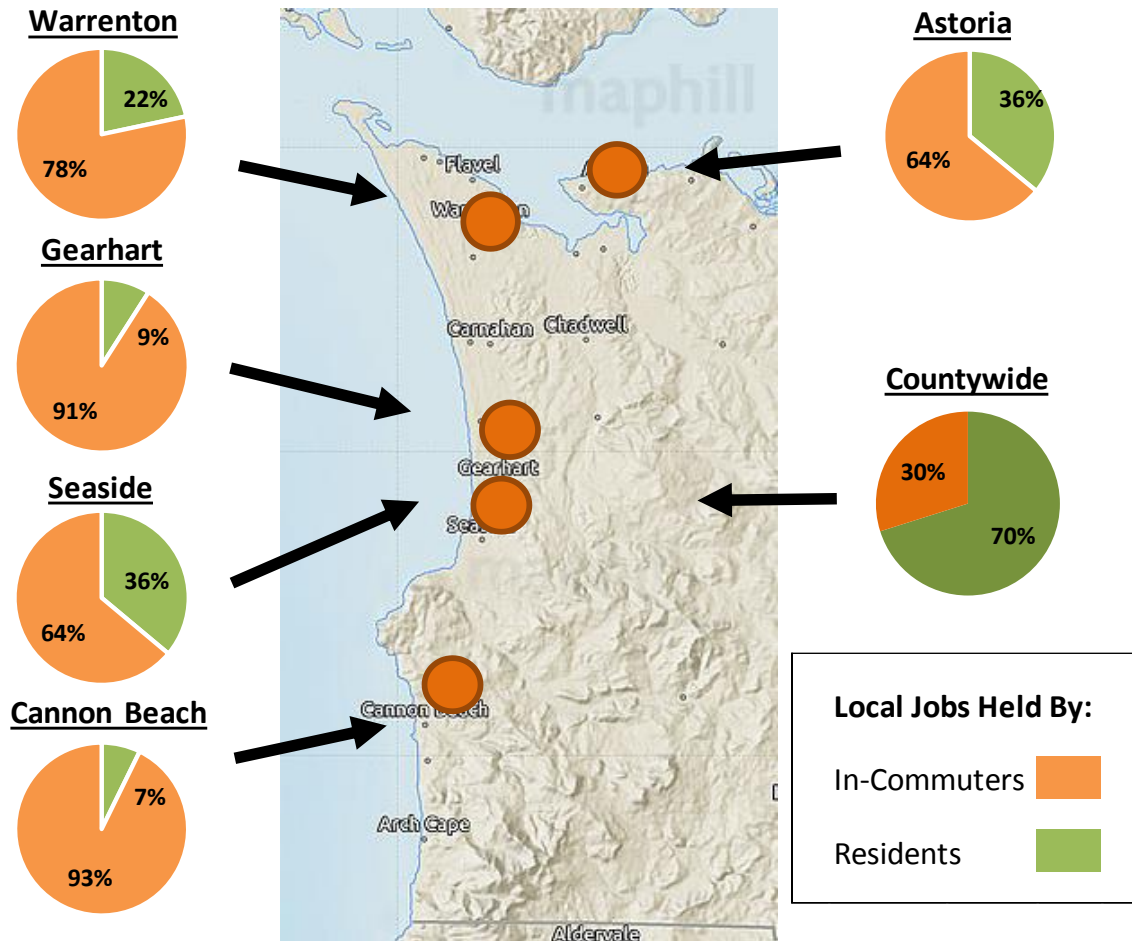 Warrenton
22%
78%
Gearhart
9%
91%
Seaside
36%
64%
Cannon Beach
7%
93%
maphill
Flavel
Carnahan
Chadwell
Gearhart
Arch Cape
Aldervale
Astoria
36%
64%
Countywide
30%
70%
Local Jobs Held By:
In-Commuters
Residents